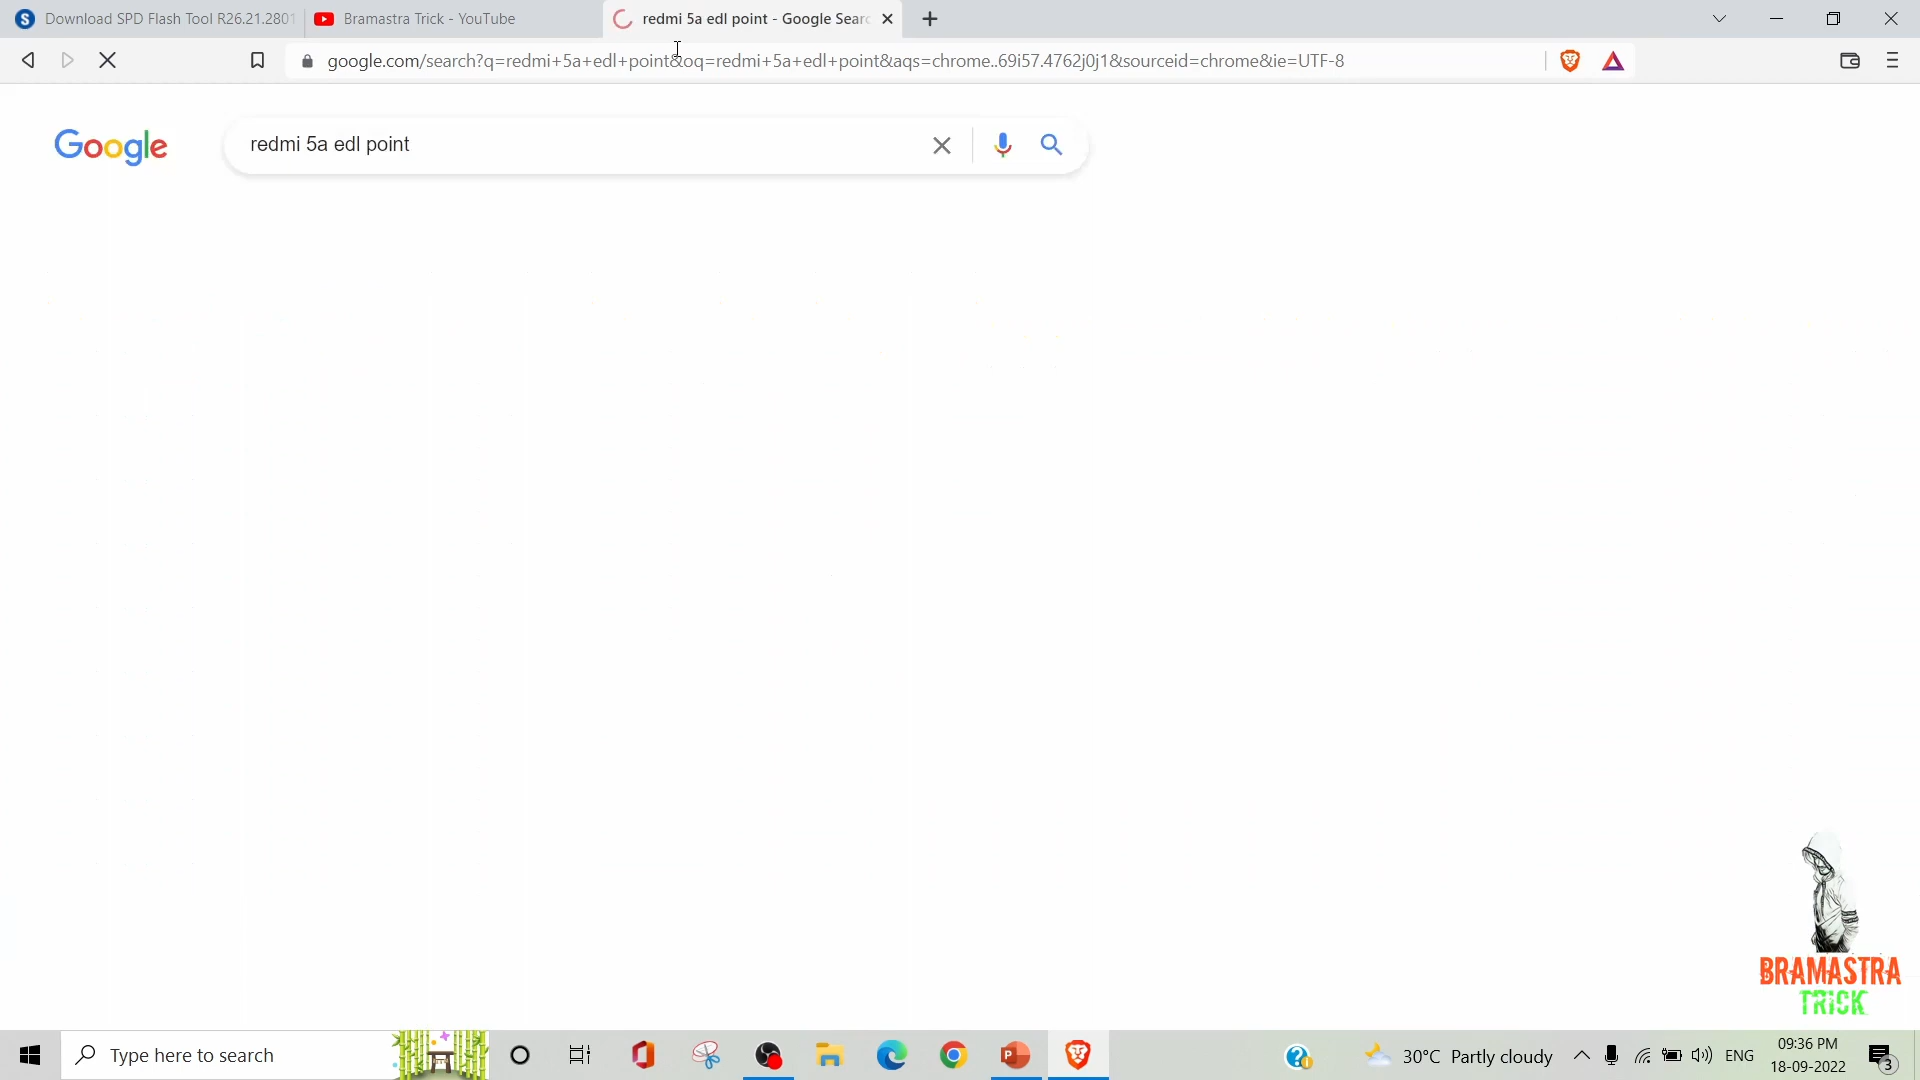 Download SPD Flash Tool R26.21.2801
Bramastra Trick - YouTube
redmi 5a edl point - Google Searc
google.com/search?q=redmi+5a+edl+point&oq=redmi+5a+edl+point&aqs=chrome..69i57.4762j0j1&sourceid=chrome&ie=UTF-8
Google
redmi 5a edl point
BRAMASTRA
TRICK
Type here to search
30°C Partly cloudy
ENG
09:36 PM
18-09-2022
3